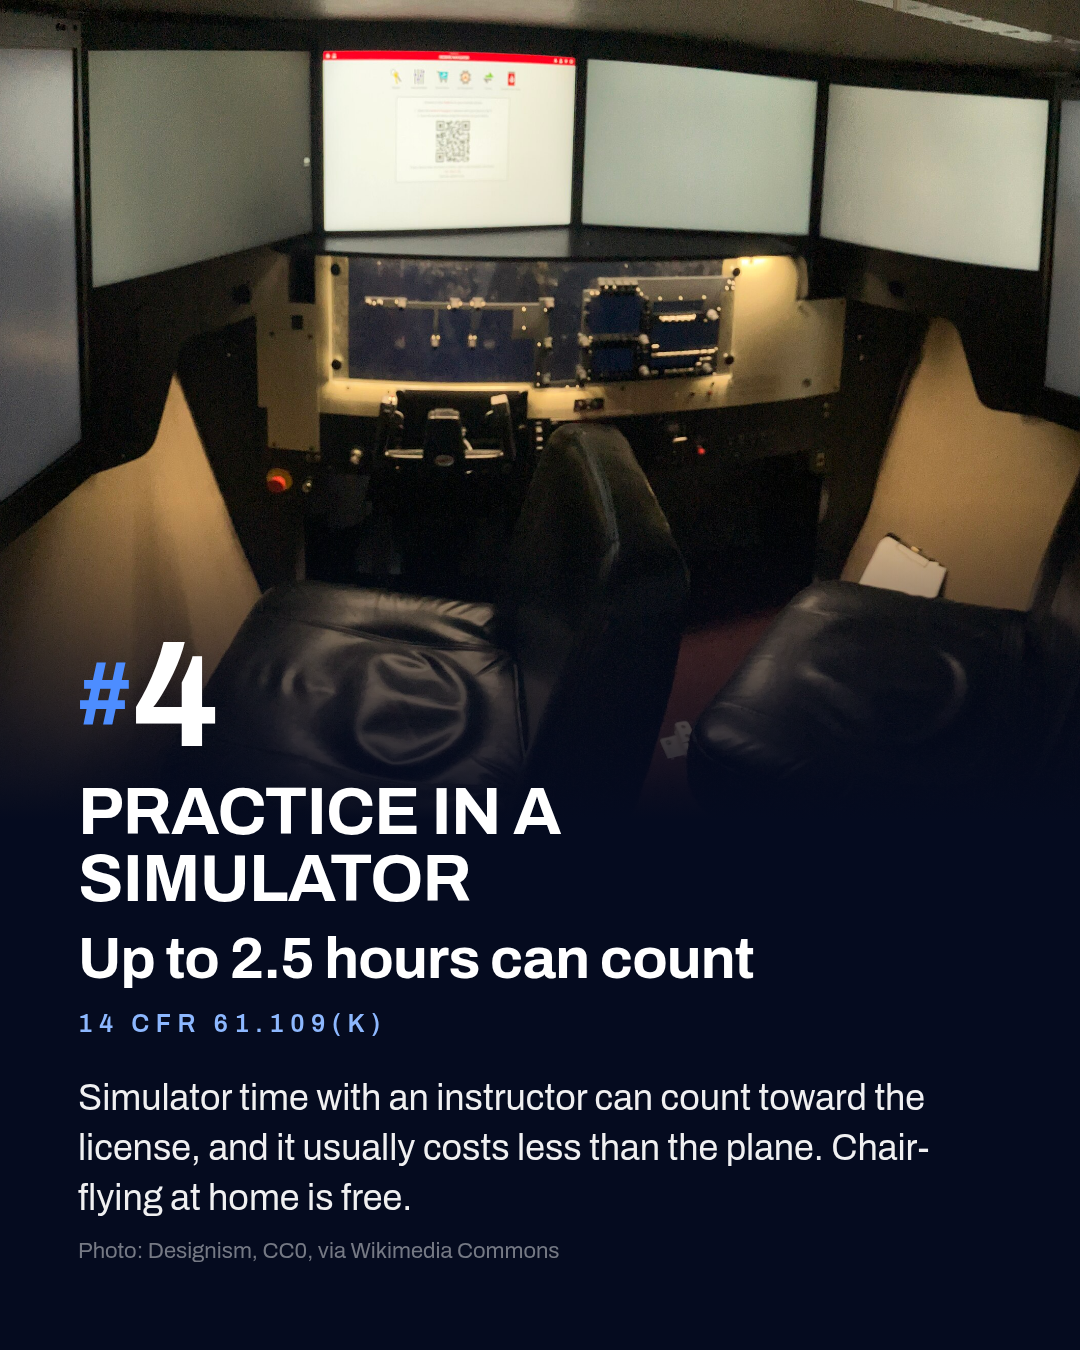 #4
PRACTICE IN A
SIMULATOR
Up to 2.5 hours can count
14 CFR 61.109(K)
Simulator time with an instructor can count toward the
license, and it usually costs less than the plane. Chair-
flying at home is free.
Photo: Designism, CC0, via Wikimedia Commons